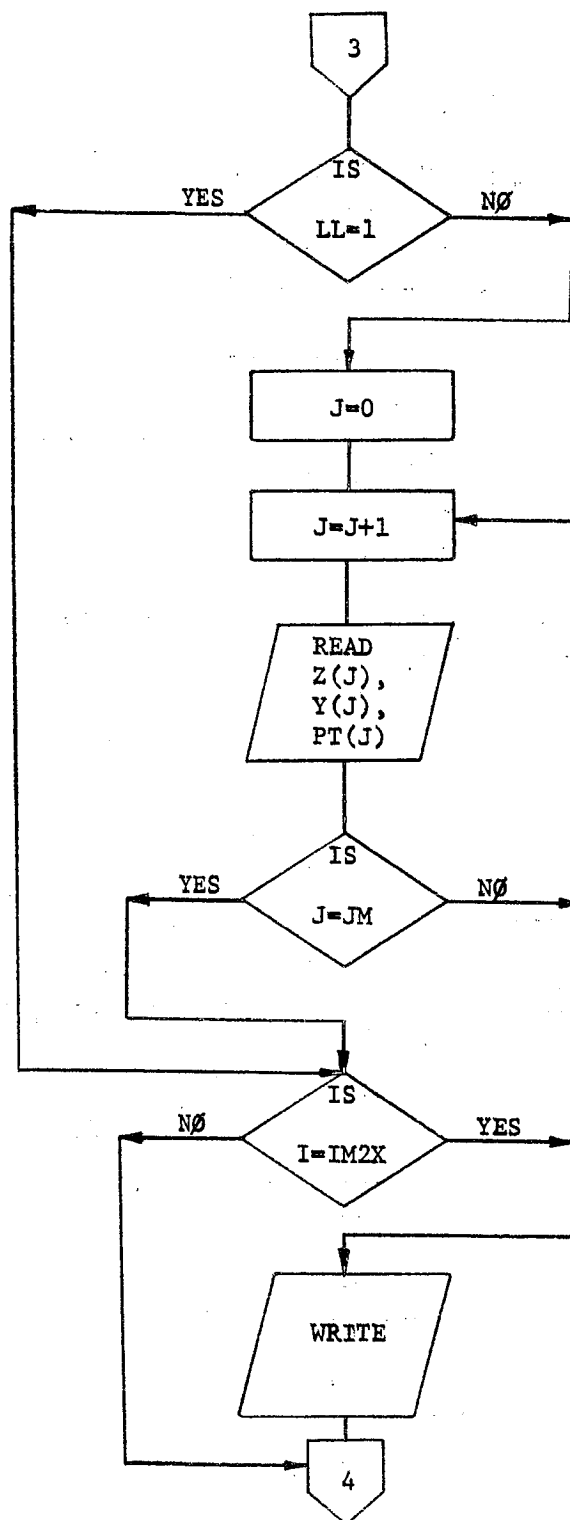 3
IS
YES
NØ
LL=1
J=0
J=J+1
READ
Z(J),
Y(J),
PT(J)
IS
YES
NØ
J=JM
IS
NØ
YES
I=IM2X
WRITE
4